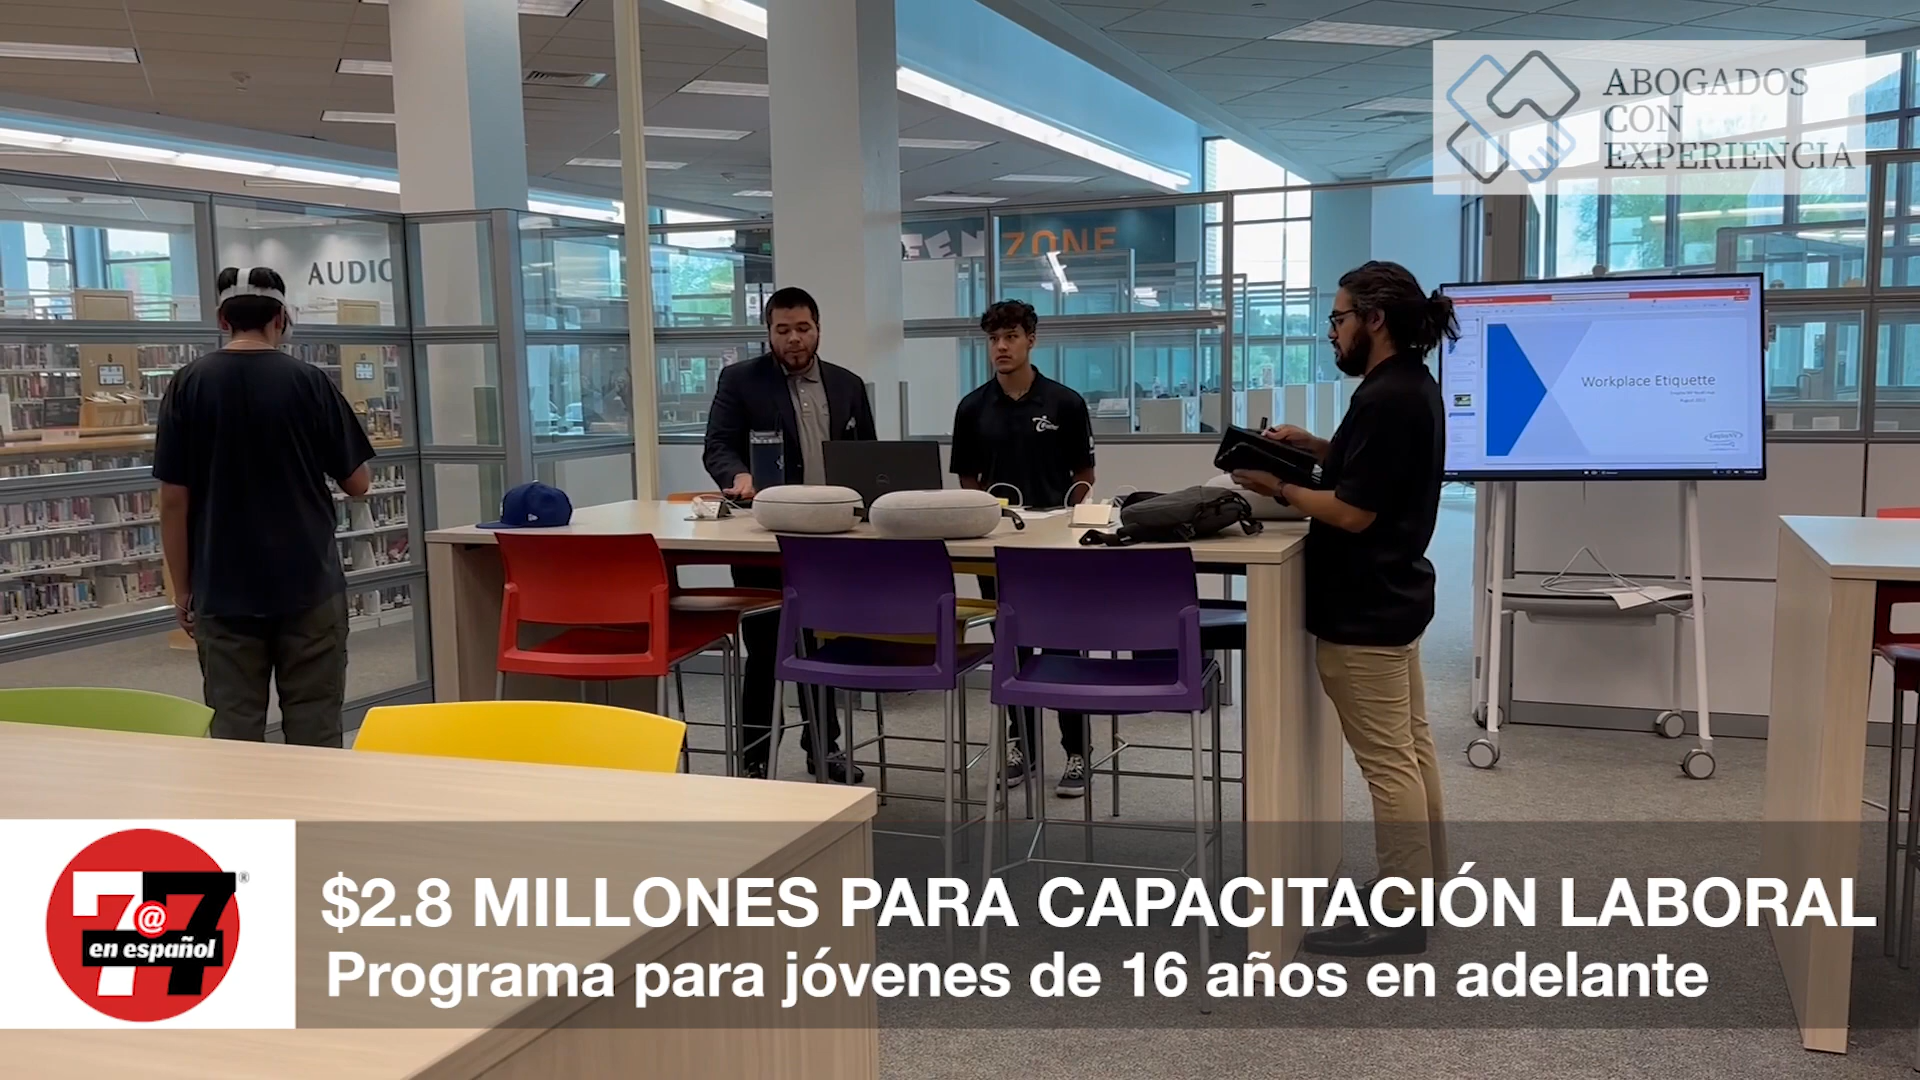 ABOGADOS
CON
EXPERIENCIA
AUDIO
ZONE
Workplace Etiquette
7@7
en español
$2.8 MILLONES PARA CAPACITACIÓN LABORAL
Programa para jóvenes de 16 años en adelante